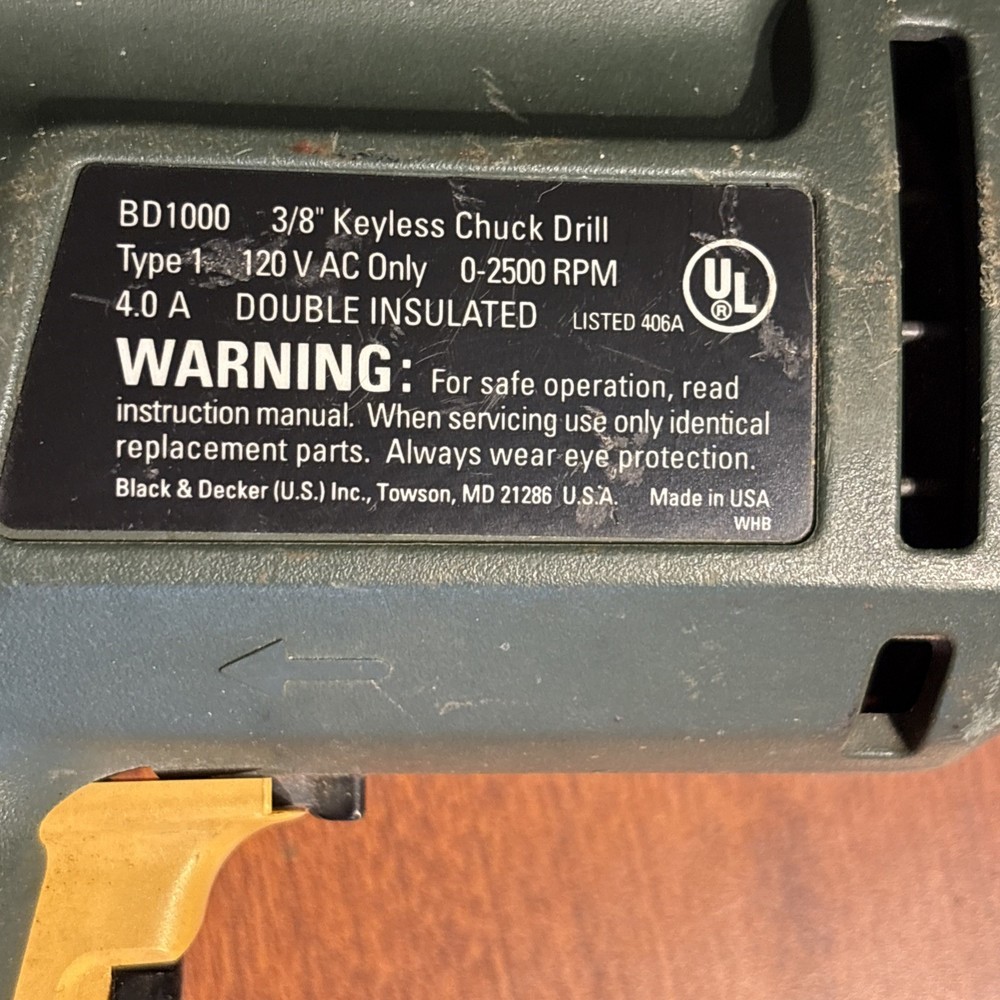 BD1000 3/8" Keyless Chuck Drill
Type 1 120 V AC Only 0-2500 RPM
4.0 A DOUBLE INSULATED LISTED 406A
UL
®
WARNING: For safe operation, read
instruction manual. When servicing use only identical
replacement parts. Always wear eye protection.
Black & Decker (U.S.) Inc., Towson, MD 21286 U.S.A. Made in USA
WHB